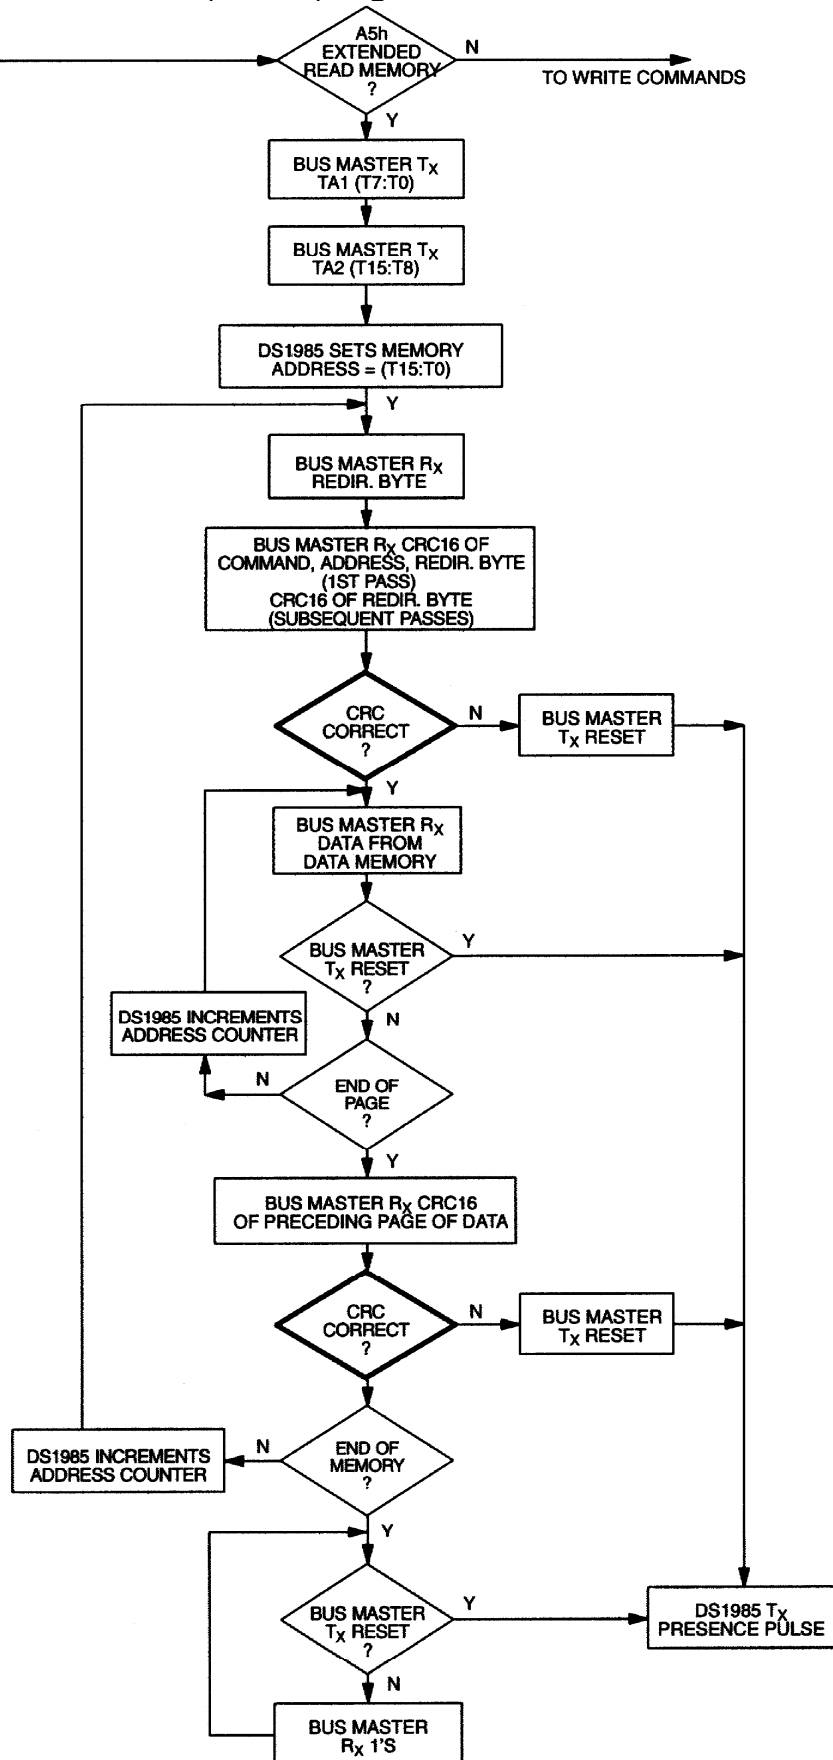 A5h
EXTENDED
READ MEMORY
?
N
TO WRITE COMMANDS
Y
BUS MASTER TX
TA1 (T7:T0)
BUS MASTER TX
TA2 (T15:T8)
DS1985 SETS MEMORY
ADDRESS = (T15:T0)
Y
BUS MASTER RX
REDIR. BYTE
BUS MASTER RX CRC16 OF
COMMAND, ADDRESS, REDIR. BYTE
(1ST PASS)
CRC16 OF REDIR. BYTE
(SUBSEQUENT PASSES)
CRC
CORRECT
?
N
BUS MASTER
TX RESET
Y
BUS MASTER RX
DATA FROM
DATA MEMORY
BUS MASTER
TX RESET
?
Y
N
DS1985 INCREMENTS
ADDRESS COUNTER
N
END OF
PAGE
?
Y
BUS MASTER RX CRC16
OF PRECEDING PAGE OF DATA
CRC
CORRECT
?
N
BUS MASTER
TX RESET
DS1985 INCREMENTS
ADDRESS COUNTER
N
END OF
MEMORY
?
Y
BUS MASTER
TX RESET
?
Y
DS1985 TX
PRESENCE PULSE
N
BUS MASTER
RX 1'S